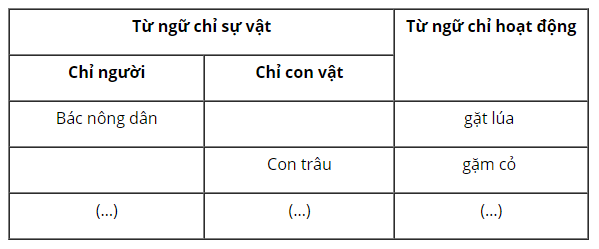 Từ ngữ chỉ sự vật Từ ngữ chỉ hoạt động
Chỉ người Chỉ con vật
Bác nông dân gặt lúa
Con trâu gặm cỏ
(...) (...) (...)